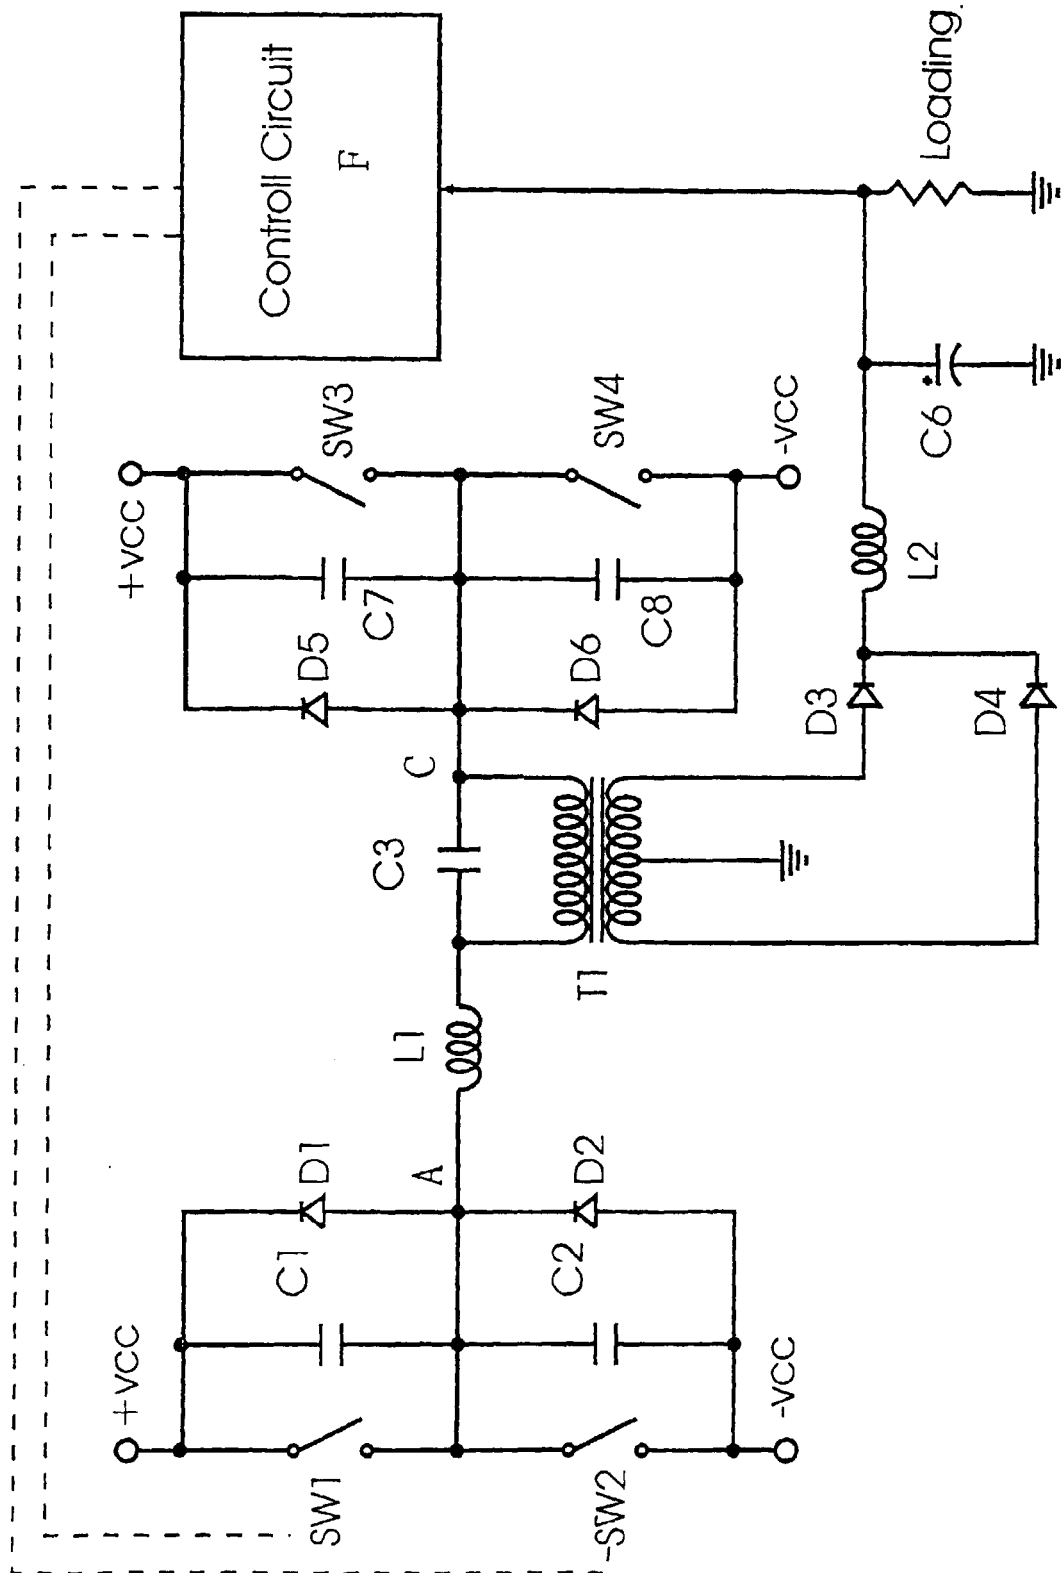 Controll Circuit
F
+VCC
SW3
C7
D5
SW4
C8
D6
-VCC
C
C3
L1
T1
A
+VCC
D1
C1
SW1
D2
C2
-SW2
-VCC
D3
D4
L2
C6
Loading.